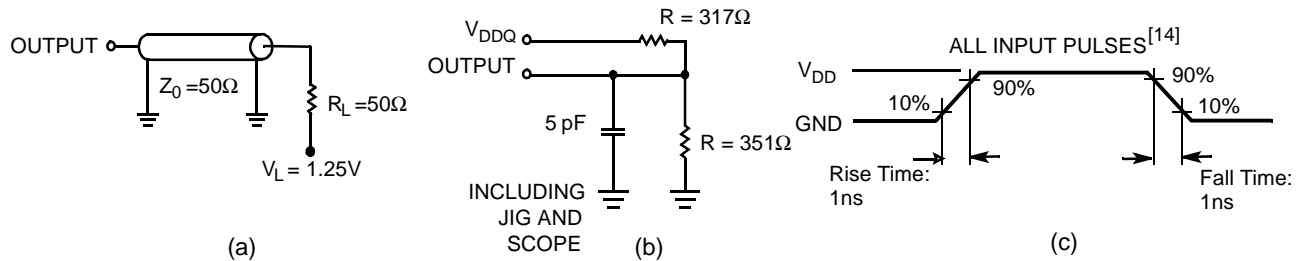 OUTPUT
Z0 = 50Ω
RL = 50Ω
VL = 1.25V
(a)
R = 317Ω
VDDQ
OUTPUT
5 pF
R = 351Ω
INCLUDING
JIG AND
SCOPE
(b)
ALL INPUT PULSES[14]
VDD
90%
90%
10%
10%
GND
Rise Time:
1ns
Fall Time:
1ns
(c)